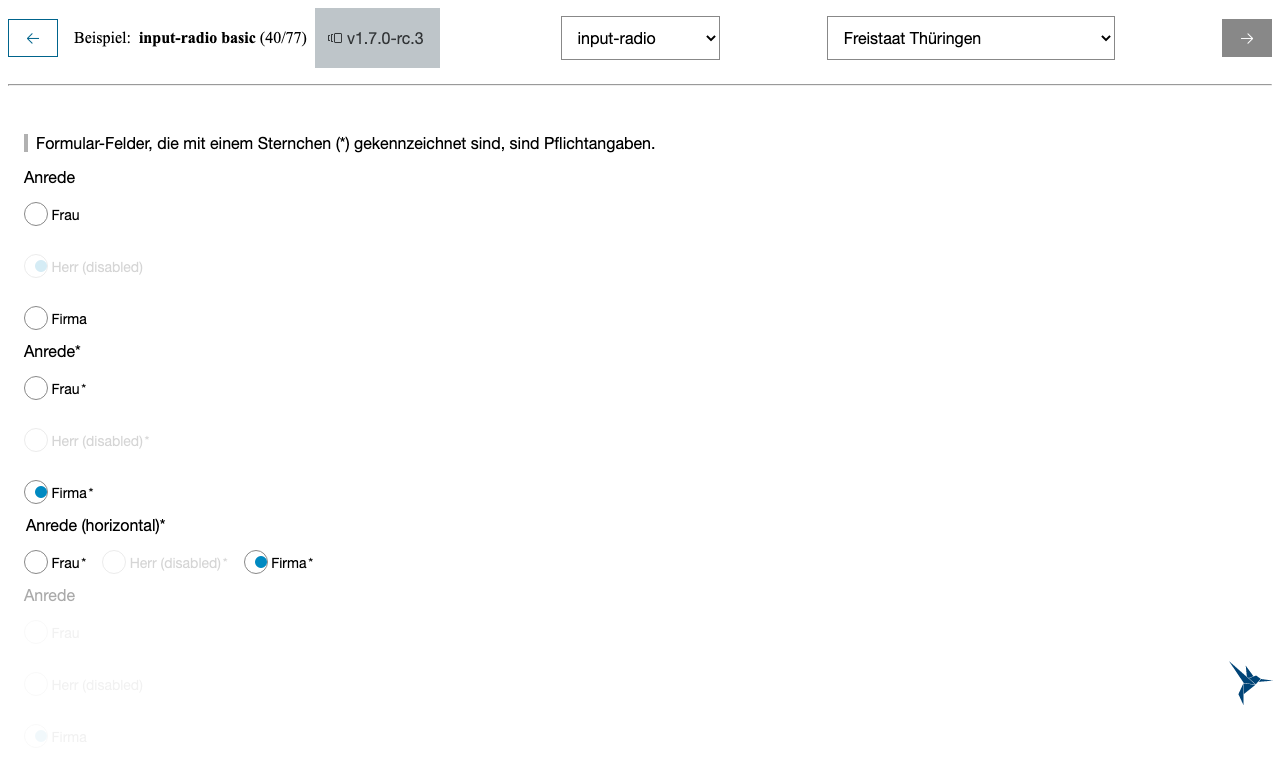 Beispiel: input-radio basic (40/77) v1.7.0-rc.3 input-radio Freistaat Thüringen
Formular-Felder, die mit einem Sternchen (*) gekennzeichnet sind, sind Pflichtangaben.
Anrede
Frau
Herr (disabled)
Firma
Anrede*
Frau*
Herr (disabled)*
Firma*
Anrede (horizontal)*
Frau* Herr (disabled)* Firma*
Anrede
Frau
Herr (disabled)
Firma